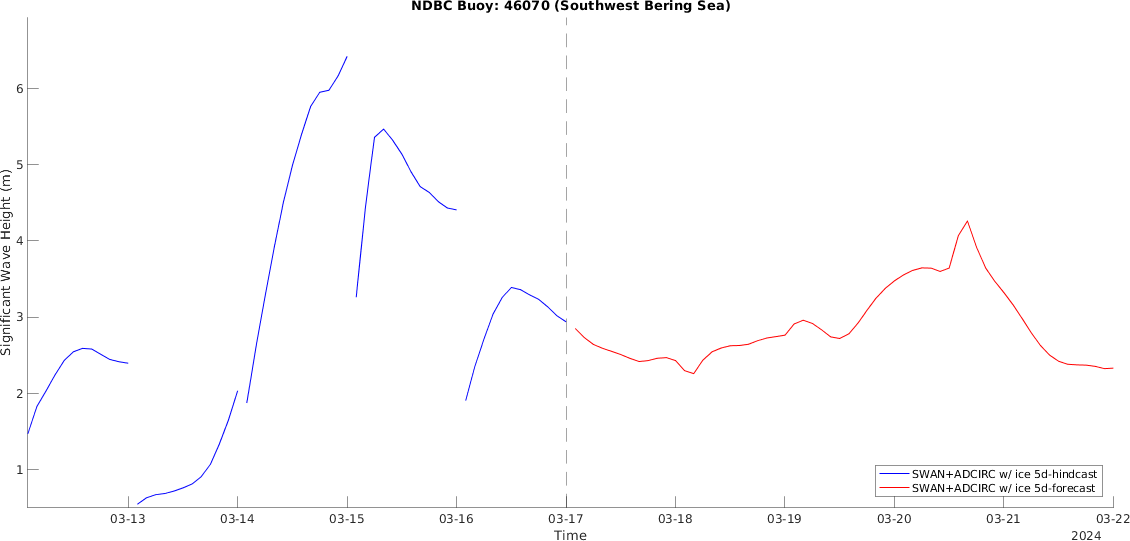 NDBC Buoy: 46070 (Southwest Bering Sea)
Significant Wave Height (m)
6
5
4
3
2
1
SWAN+ADCIRC w/ ice 5d-hindcast
SWAN+ADCIRC w/ ice 5d-forecast
03-13 03-14 03-15 03-16 03-17 03-18 03-19 03-20 03-21 03-22
Time
2024